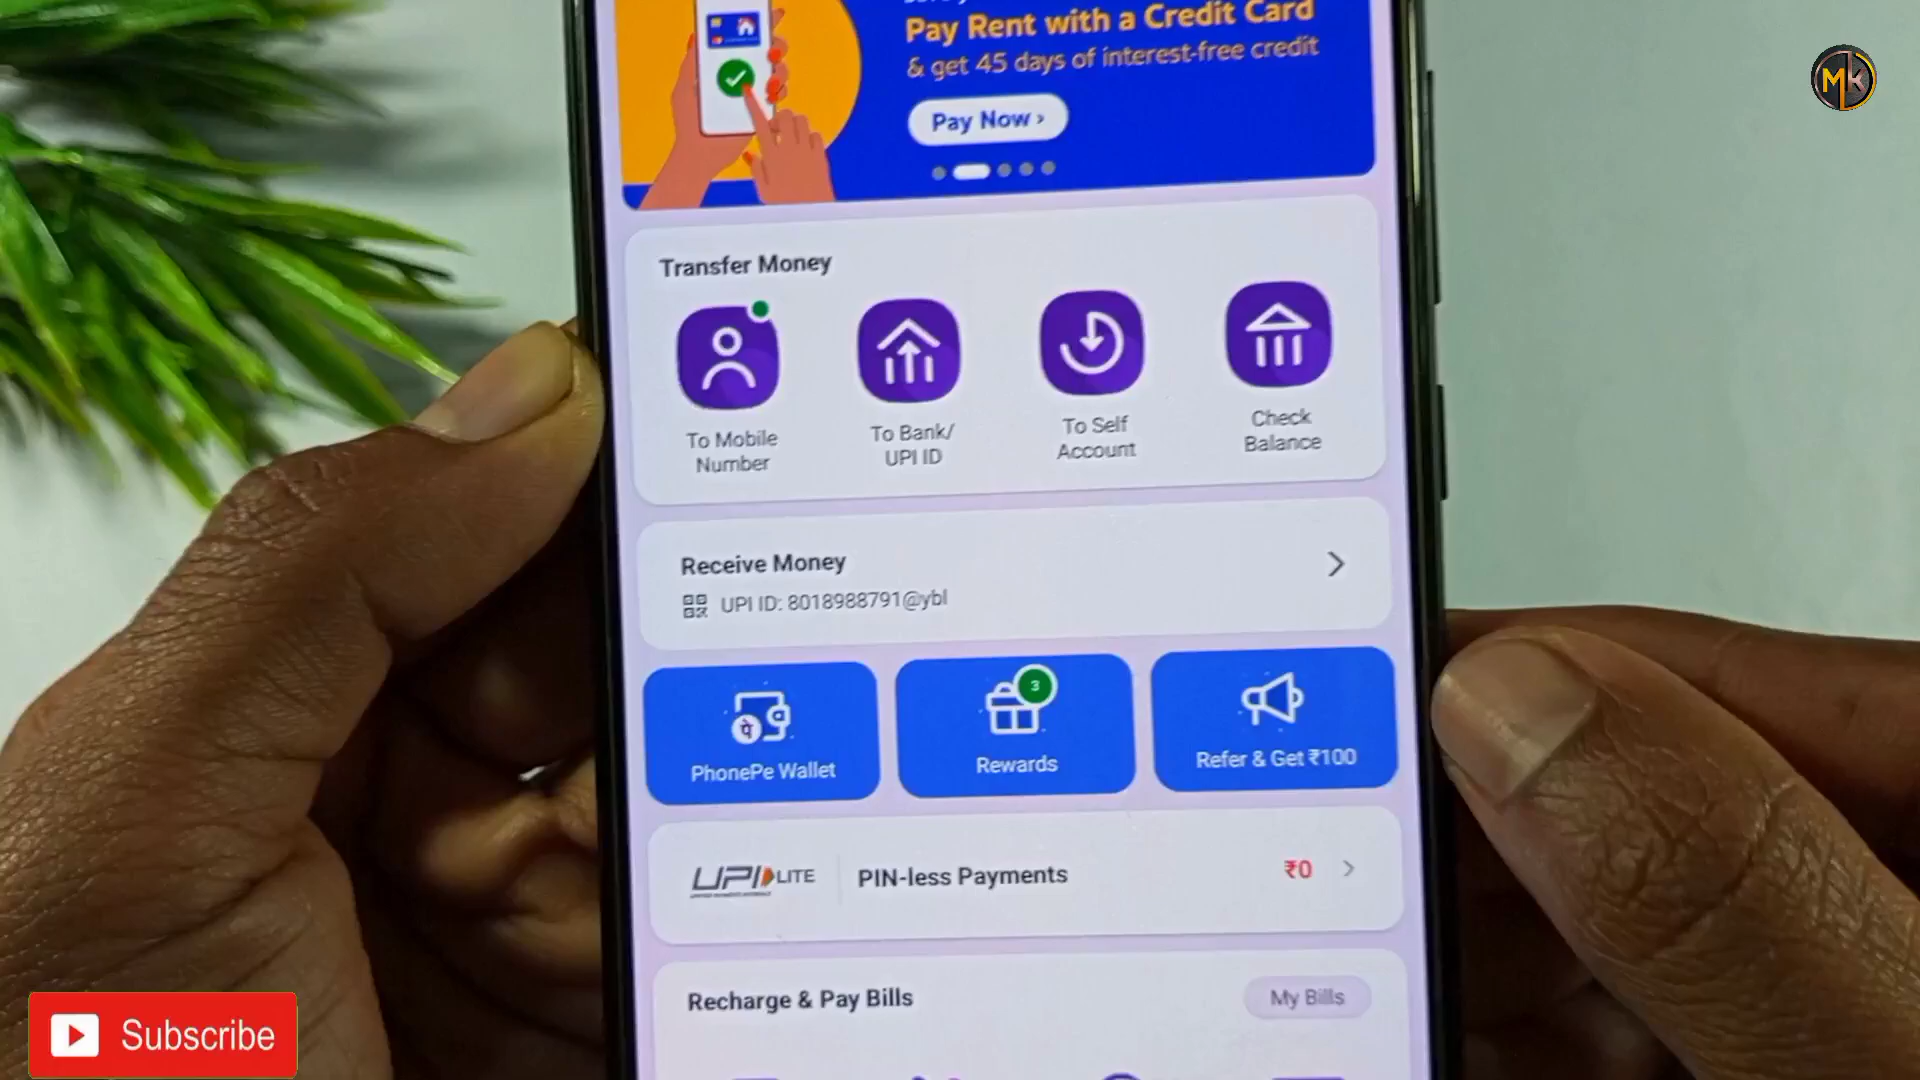 Pay Rent with a Credit Card
& get 45 days of interest-free credit
Pay Now ›
MK
Transfer Money
To Mobile
Number
To Bank/
UPI ID
To Self
Account
Check
Balance
Receive Money
UPI ID: 8018988791@ybl
पे
PhonePe Wallet
3
Rewards
Refer & Get ₹100
UPI LITE
PIN-less Payments
₹0
Recharge & Pay Bills
My Bills
Subscribe